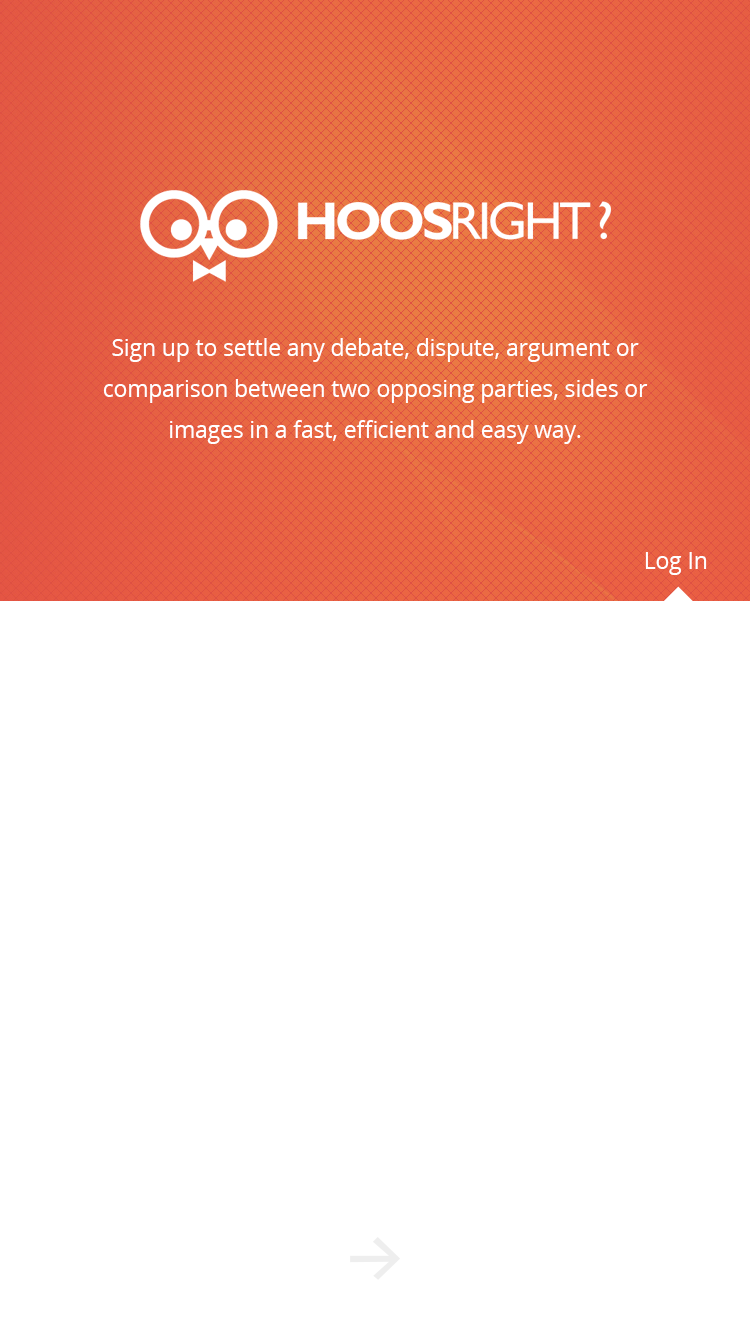 HOOSRIGHT?
Sign up to settle any debate, dispute, argument or
comparison between two opposing parties, sides or
images in a fast, efficient and easy way.
Log In